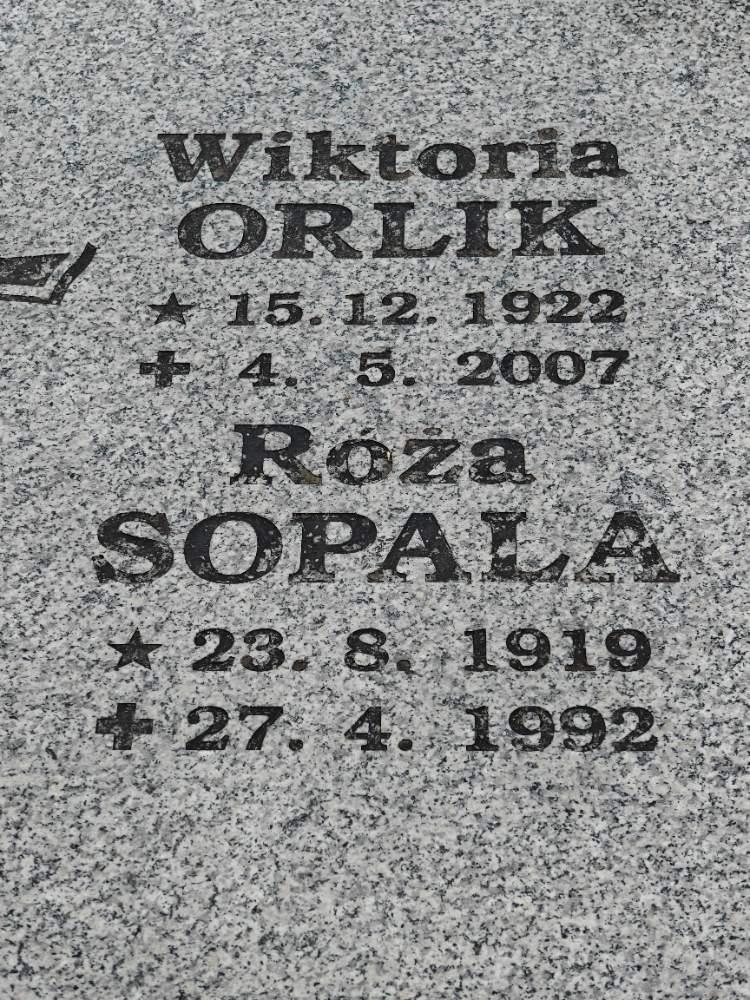 Wiktoria
ORLIK
★ 15. 12. 1922
✚ 4. 5. 2007
Róża
SOPALA
★ 23. 8. 1919
✚ 27. 4. 1992